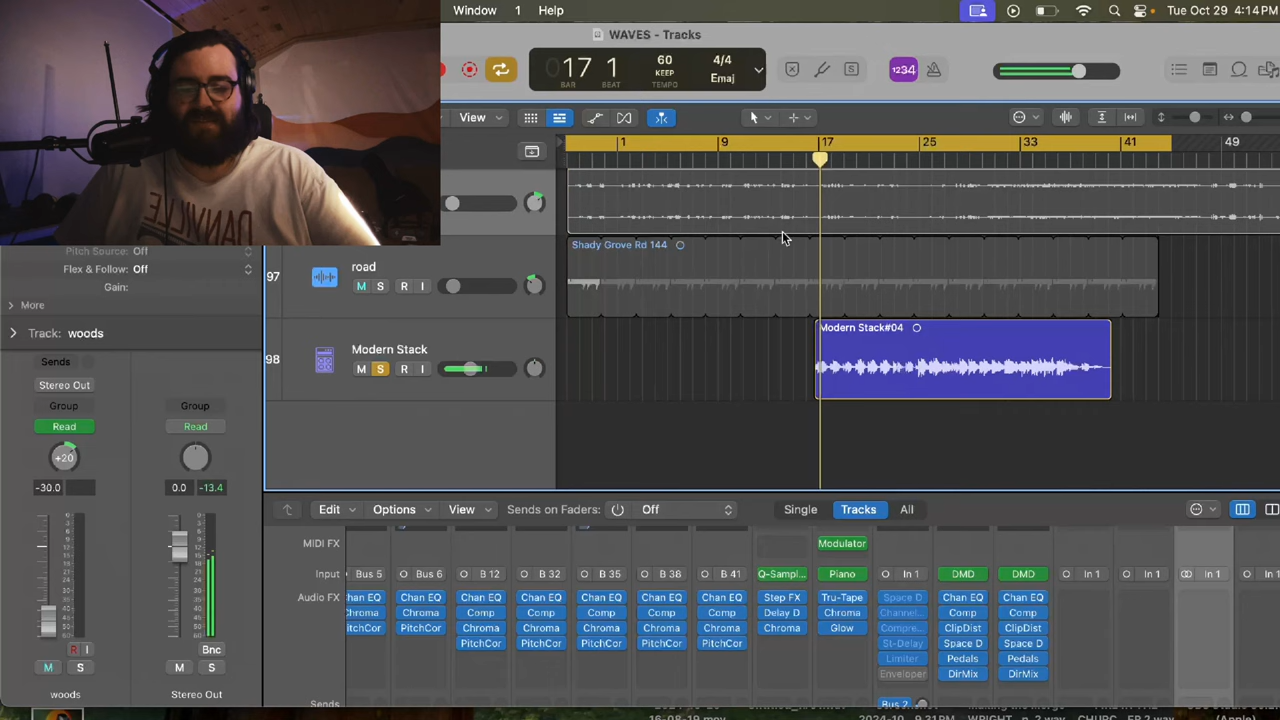 Window 1 Help Tue Oct 29 4:14 PM
WAVES - Tracks
17 1 60 4/4
KEEP Emaj
BAR BEAT TEMPO
S 1234
View
1 9 17 25 33 41 49
Pitch Source: Off
Flex & Follow: Off
Gain:
More
Track: woods
97 road Shady Grove Rd 144
M S R I
98 Modern Stack Modern Stack#04
M S R I
Sends
Stereo Out
Group Group
Read Read
+20
-30.0 0.0 -13.4
R I Bnc
M S M S
woods Stereo Out
Edit Options View Sends on Faders: Off Single Tracks All
MIDI FX Modulator
Input Bus 5 Bus 6 B 12 B 32 B 35 B 38 B 41 Q-Sampl... Piano In 1 DMD DMD In 1 In 1 In 1 In 1
Audio FX Chan EQ Chan EQ Chan EQ Chan EQ Chan EQ Chan EQ Chan EQ Step FX Tru-Tape Space D Chan EQ Chan EQ
Chroma Chroma Comp Comp Comp Comp Comp Delay D Chroma Channel... Comp Comp
PitchCor PitchCor Chroma Chroma Chroma Chroma Chroma Chroma Glow Compre... ClipDist ClipDist
PitchCor PitchCor PitchCor PitchCor PitchCor St-Delay Space D Space D
Limiter Pedals Pedals
Enveloper DirMix DirMix
Sends Bus 2